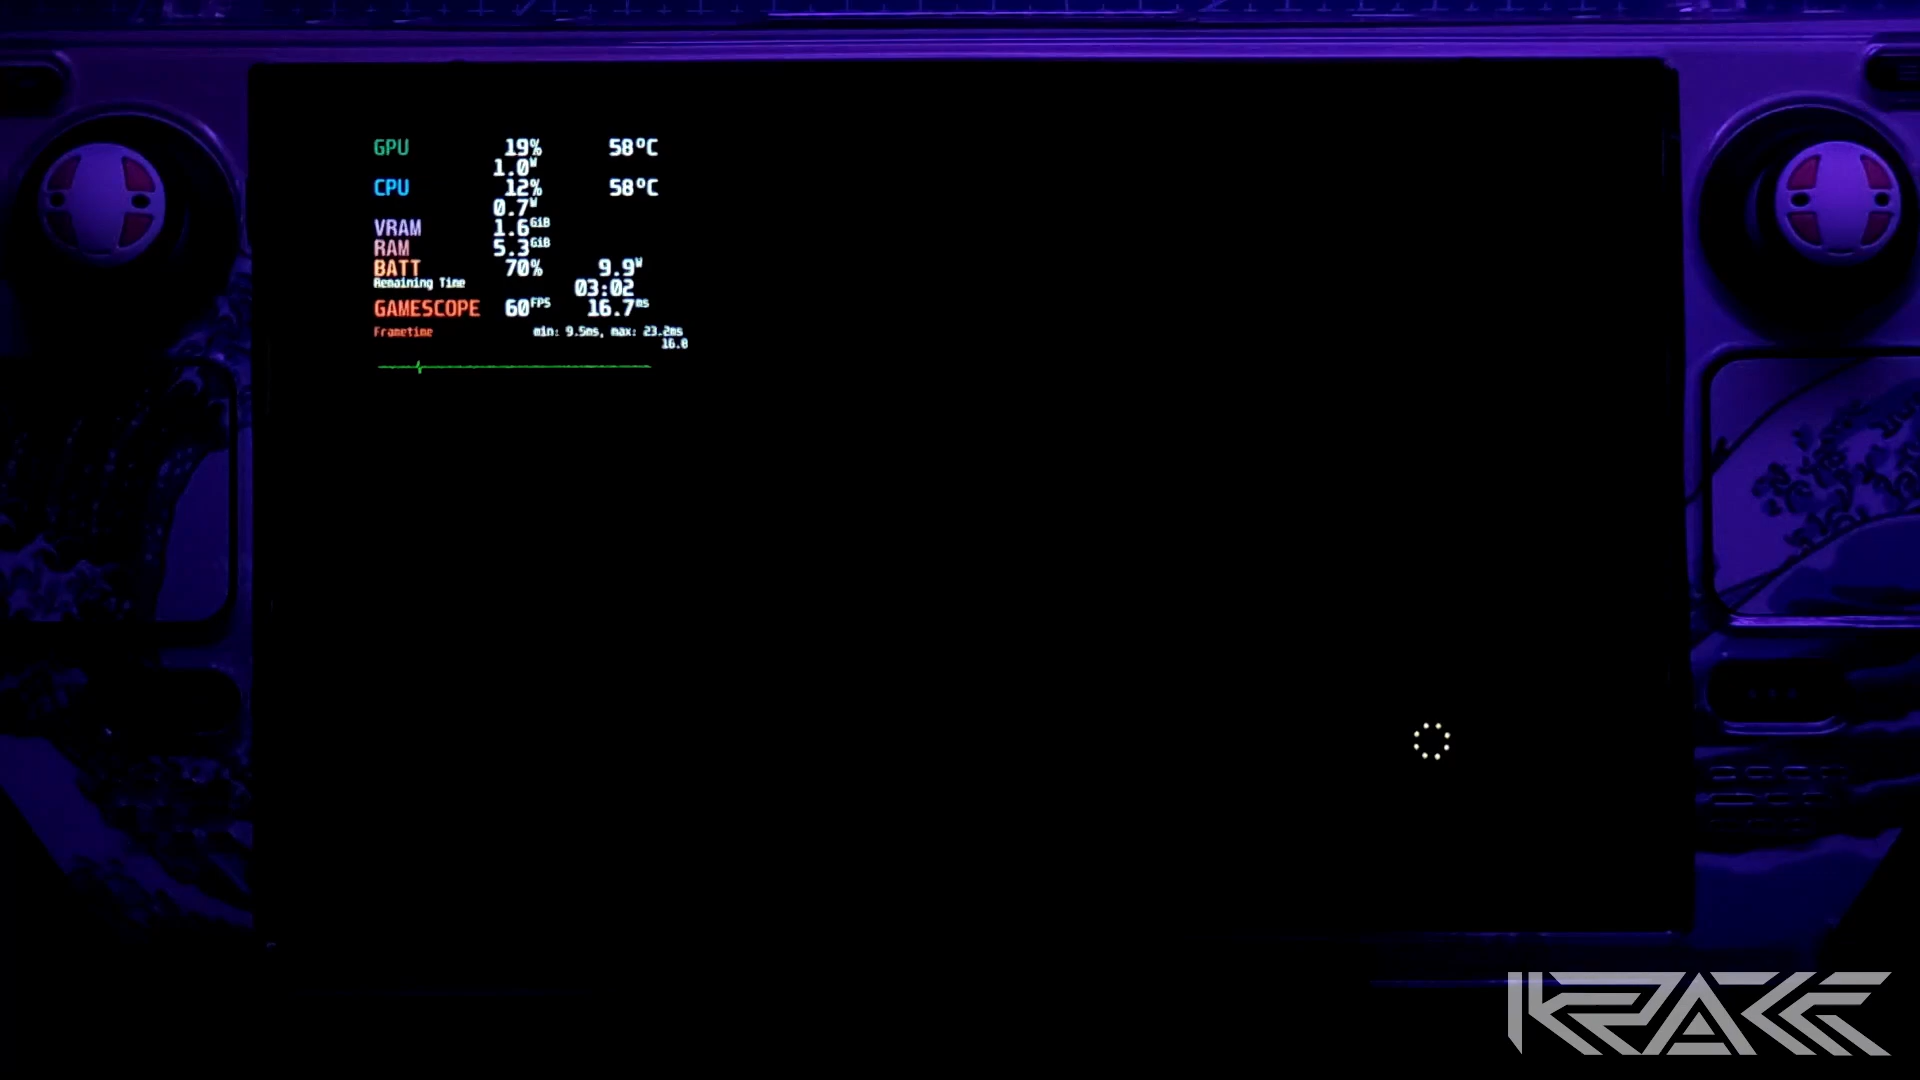 GPU 19% 58°C
1.0W
CPU 12% 58°C
0.7W
VRAM 1.6GiB
RAM 5.3GiB
BATT 70% 9.9W
Remaining Time 03:02
GAMESCOPE 60FPS 16.7ms
Frametime min: 9.5ms, max: 23.2ms
16.0